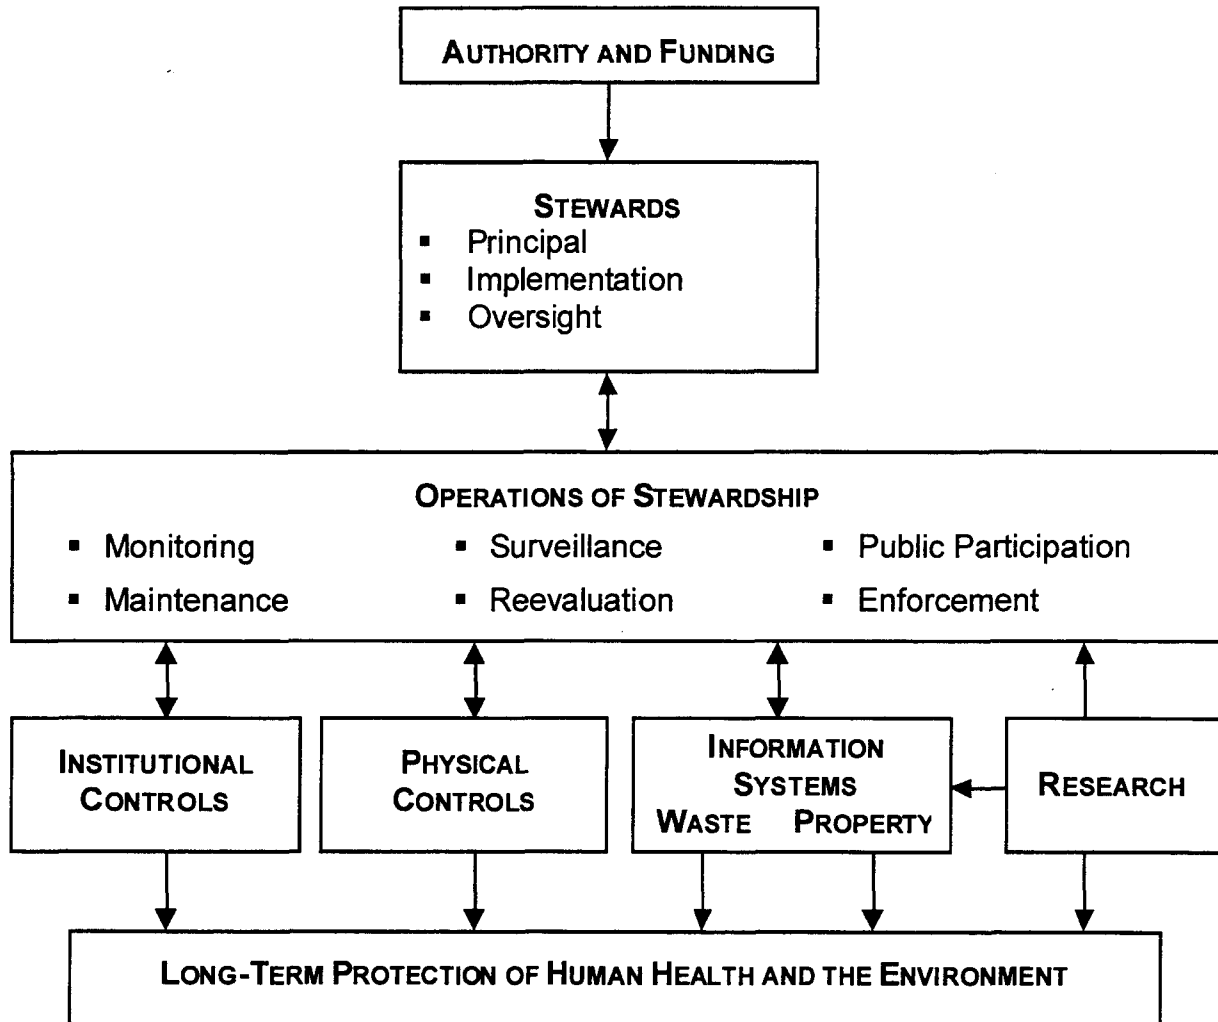 AUTHORITY AND FUNDING
STEWARDS
▪ Principal
▪ Implementation
▪ Oversight
OPERATIONS OF STEWARDSHIP
▪ Monitoring ▪ Surveillance ▪ Public Participation
▪ Maintenance ▪ Reevaluation ▪ Enforcement
INSTITUTIONAL
CONTROLS
PHYSICAL
CONTROLS
INFORMATION
SYSTEMS
WASTE PROPERTY
RESEARCH
LONG-TERM PROTECTION OF HUMAN HEALTH AND THE ENVIRONMENT